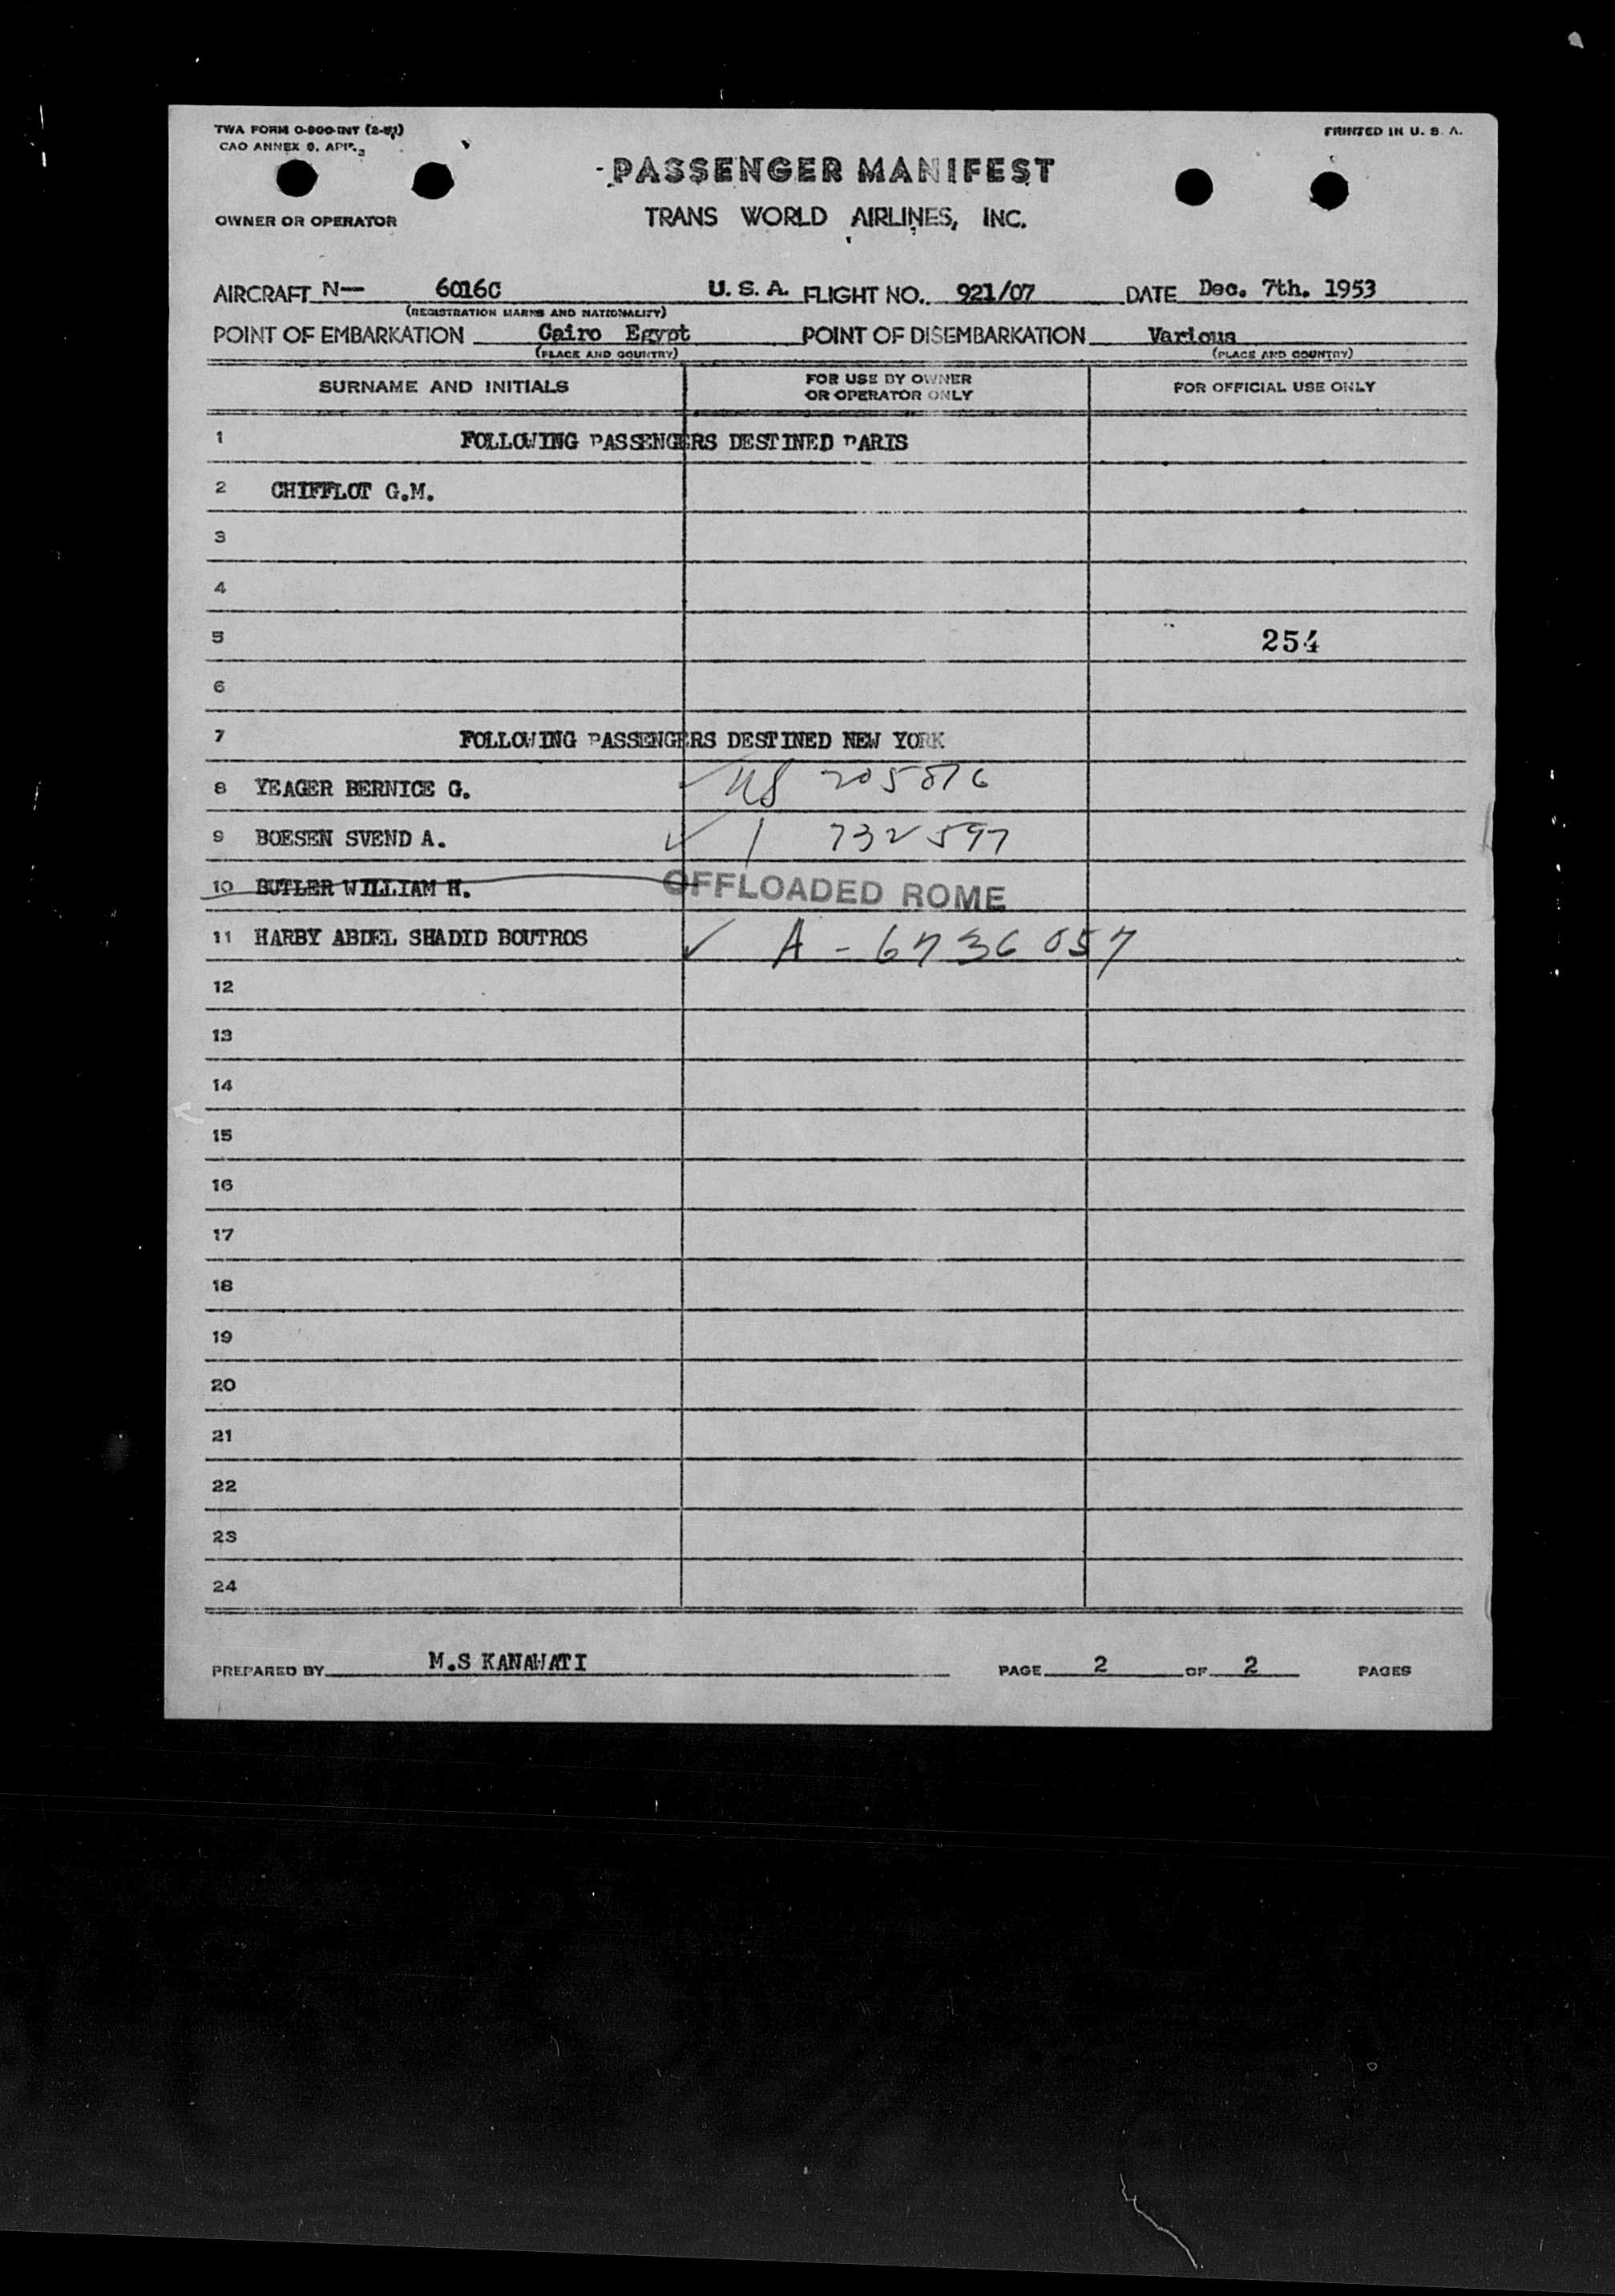 TWA FORM O-800-INT (2-51)
PRINTED IN U. S. A.
CAO ANNEX 9, APP. 3
PASSENGER MANIFEST
OWNER OR OPERATOR
TRANS WORLD AIRLINES, INC.
AIRCRAFT N— 6016C U. S. A. FLIGHT NO. 921/07 DATE Dec. 7th. 1953
(REGISTRATION MARKS AND NATIONALITY)
POINT OF EMBARKATION Cairo Egypt POINT OF DISEMBARKATION Various
(PLACE AND COUNTRY) (PLACE AND COUNTRY)
SURNAME AND INITIALS FOR USE BY OWNER OR OPERATOR ONLY FOR OFFICIAL USE ONLY
1 FOLLOWING PASSENGERS DESTINED PARIS
2 CHIFFLOT G.M.
3
4
5 254
6
7 FOLLOWING PASSENGERS DESTINED NEW YORK
8 YEAGER BERNICE G. ✓ US 205876
9 BOESEN SVEND A. ✓ 1 732597
10 BUTLER WILLIAM H. OFFLOADED ROME
11 HARBY ABDEL SHADID BOUTROS ✓ A - 6736057
12
13
14
15
16
17
18
19
20
21
22
23
24
PREPARED BY M.S KANAWATI PAGE 2 OF 2 PAGES